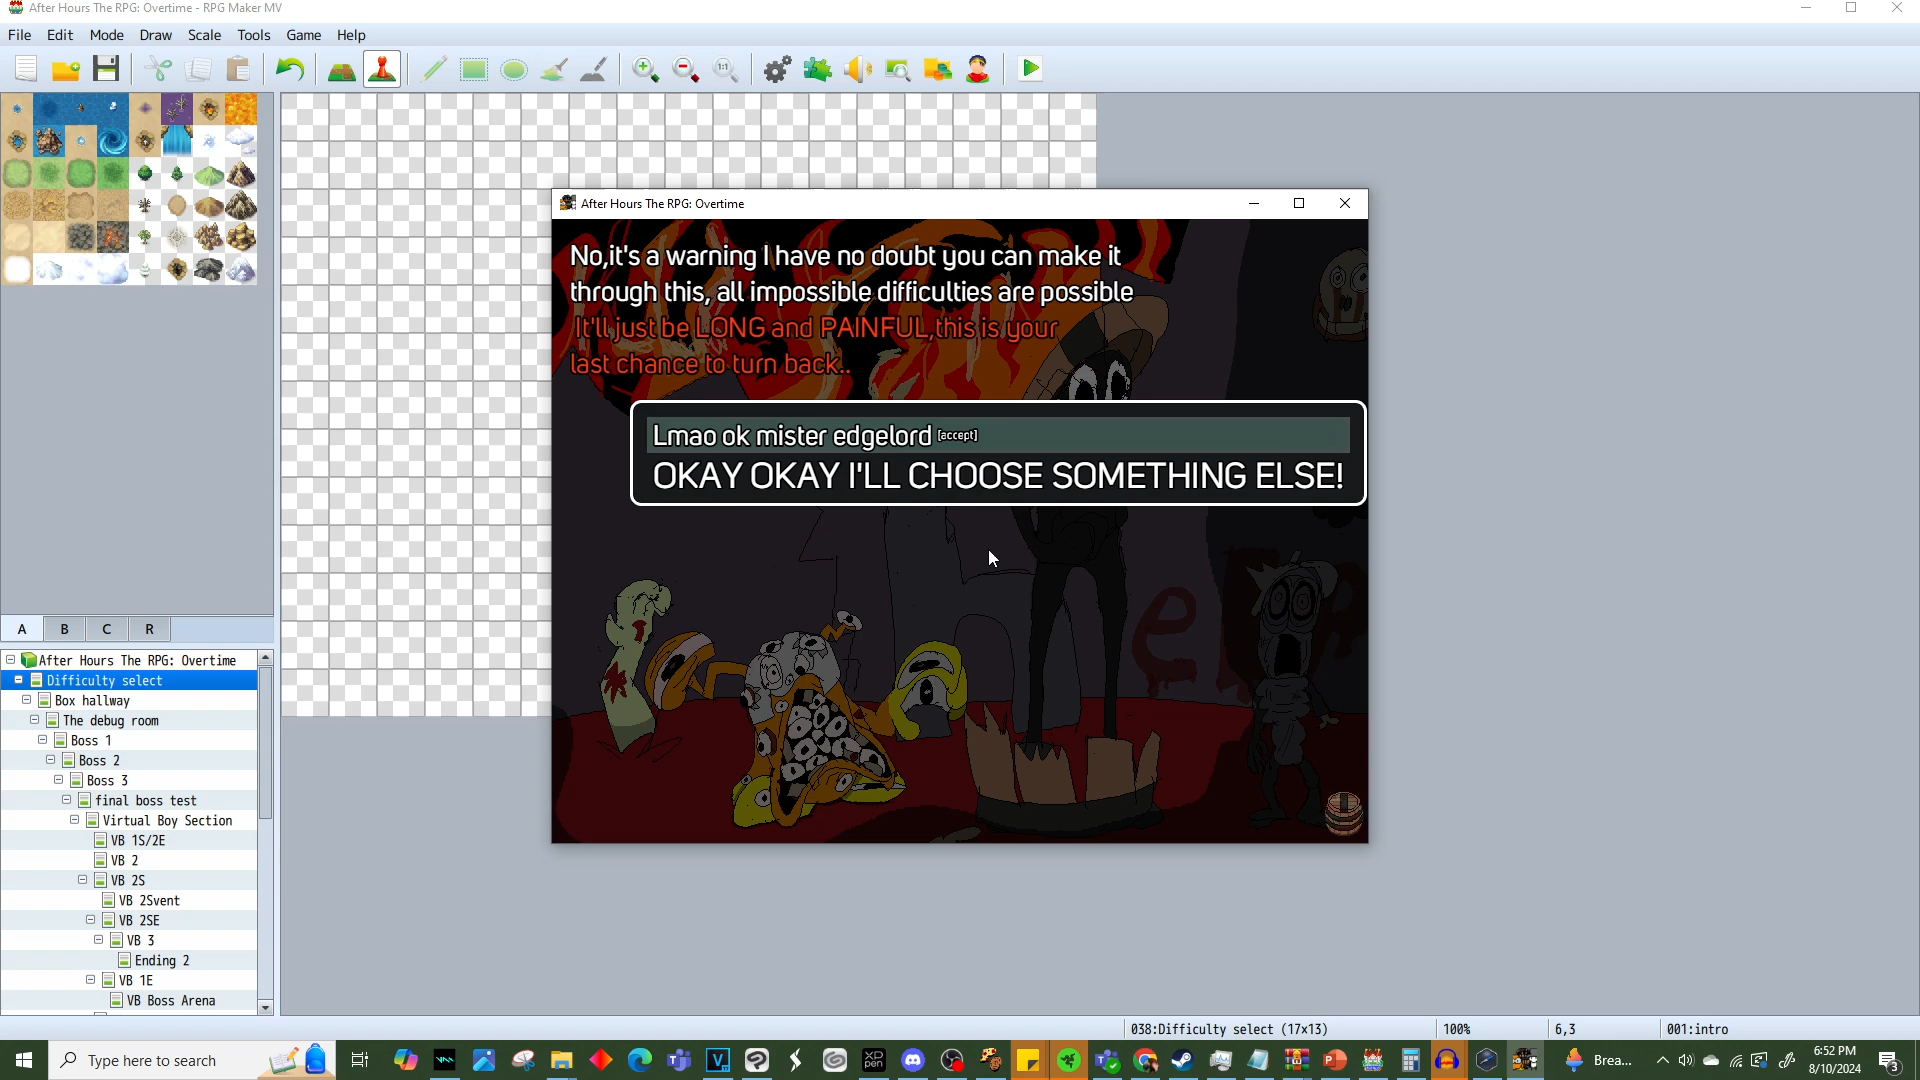 After Hours The RPG: Overtime - RPG Maker MV
File Edit Mode Draw Scale Tools Game Help
1:1
After Hours The RPG: Overtime
No,it's a warning I have no doubt you can make it
through this, all impossible difficulties are possible
It'll just be LONG and PAINFUL,this is your
last chance to turn back..
Lmao ok mister edgelord [accept]
OKAY OKAY I'LL CHOOSE SOMETHING ELSE!
A B C R
After Hours The RPG: Overtime
Difficulty select
Box hallway
The debug room
Boss 1
Boss 2
Boss 3
final boss test
Virtual Boy Section
VB 1S/2E
VB 2
VB 2S
VB 2Svent
VB 2SE
VB 3
Ending 2
VB 1E
VB Boss Arena
038:Difficulty select (17x13) 100% 6,3 001:intro
Type here to search
XP
pen
Brea...
6:52 PM
8/10/2024
3